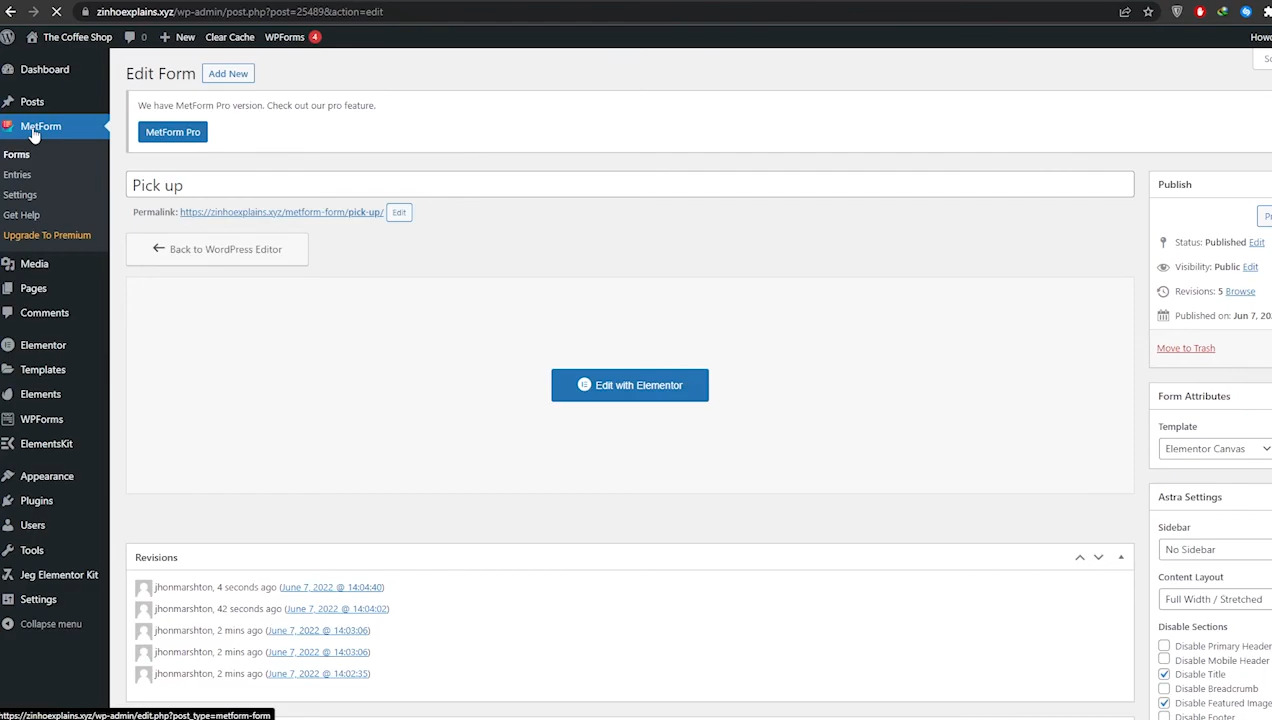 zinhoexplains.xyz/wp-admin/post.php?post=25489&action=edit
The Coffee Shop 0 New Clear Cache WPForms 4 Howd
Dashboard
Posts
MetForm
Forms
Entries
Settings
Get Help
Upgrade To Premium
Media
Pages
Comments
Elementor
Templates
Elements
WPForms
ElementsKit
Appearance
Plugins
Users
Tools
Jeg Elementor Kit
Settings
Collapse menu
Edit Form Add New
We have MetForm Pro version. Check out our pro feature.
MetForm Pro
Pick up
Permalink: https://zinhoexplains.xyz/metform-form/pick-up/ Edit
Back to WordPress Editor
Edit with Elementor
Revisions
jhonmarshton, 4 seconds ago (June 7, 2022 @ 14:04:40)
jhonmarshton, 42 seconds ago (June 7, 2022 @ 14:04:02)
jhonmarshton, 2 mins ago (June 7, 2022 @ 14:03:06)
jhonmarshton, 2 mins ago (June 7, 2022 @ 14:03:06)
jhonmarshton, 2 mins ago (June 7, 2022 @ 14:02:35)
Sc
Publish
Pr
Status: Published Edit
Visibility: Public Edit
Revisions: 5 Browse
Published on: Jun 7, 202
Move to Trash
Form Attributes
Template
Elementor Canvas
Astra Settings
Sidebar
No Sidebar
Content Layout
Full Width / Stretched
Disable Sections
Disable Primary Header
Disable Mobile Header
Disable Title
Disable Breadcrumb
Disable Featured Image
Disable Footer
https://zinhoexplains.xyz/wp-admin/edit.php?post_type=metform-form